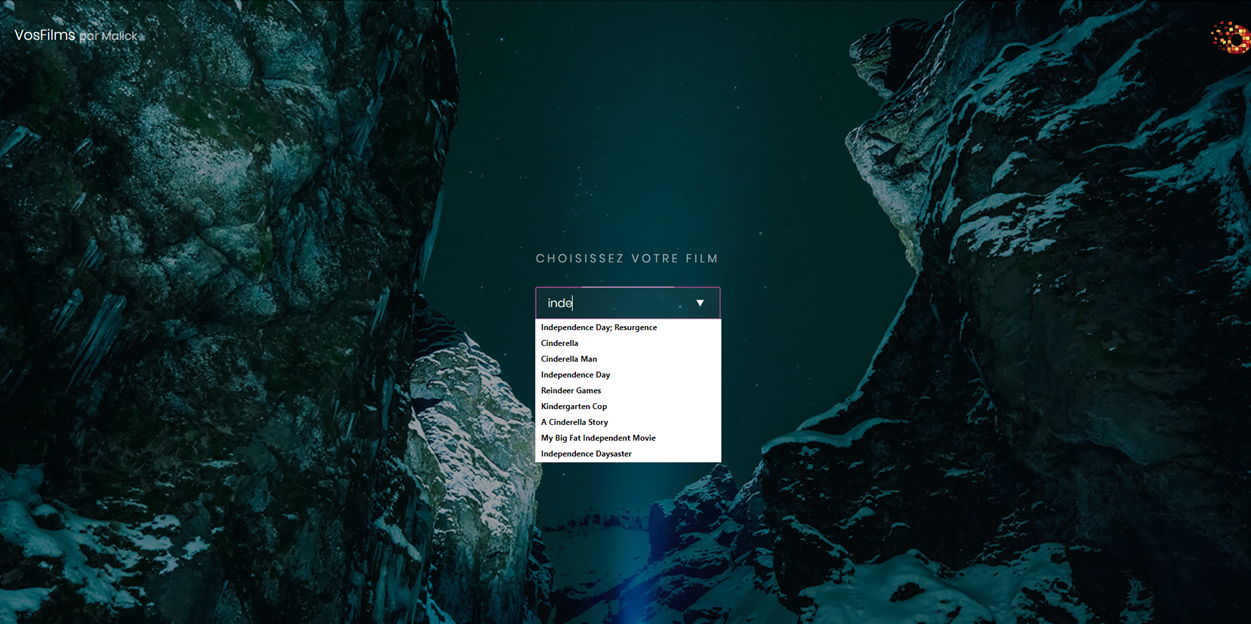 VosFilms par Malick
CHOISISSEZ VOTRE FILM
inde
Independence Day; Resurgence
Cinderella
Cinderella Man
Independence Day
Reindeer Games
Kindergarten Cop
A Cinderella Story
My Big Fat Independent Movie
Independence Daysaster